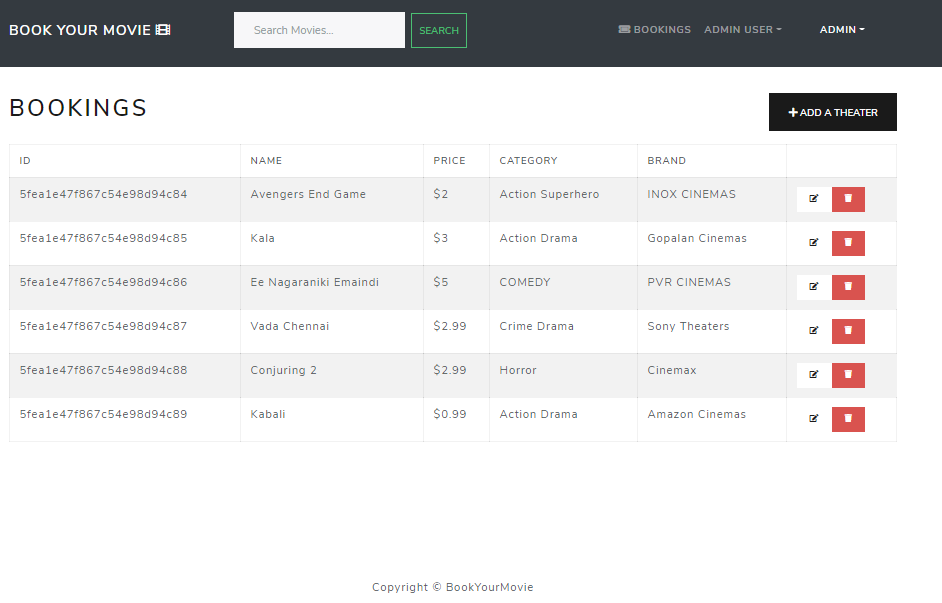 BOOK YOUR MOVIE Search Movies... SEARCH BOOKINGS ADMIN USER ADMIN
BOOKINGS ADD A THEATER
ID NAME PRICE CATEGORY BRAND
5fea1e47f867c54e98d94c84 Avengers End Game $2 Action Superhero INOX CINEMAS
5fea1e47f867c54e98d94c85 Kala $3 Action Drama Gopalan Cinemas
5fea1e47f867c54e98d94c86 Ee Nagaraniki Emaindi $5 COMEDY PVR CINEMAS
5fea1e47f867c54e98d94c87 Vada Chennai $2.99 Crime Drama Sony Theaters
5fea1e47f867c54e98d94c88 Conjuring 2 $2.99 Horror Cinemax
5fea1e47f867c54e98d94c89 Kabali $0.99 Action Drama Amazon Cinemas
Copyright © BookYourMovie